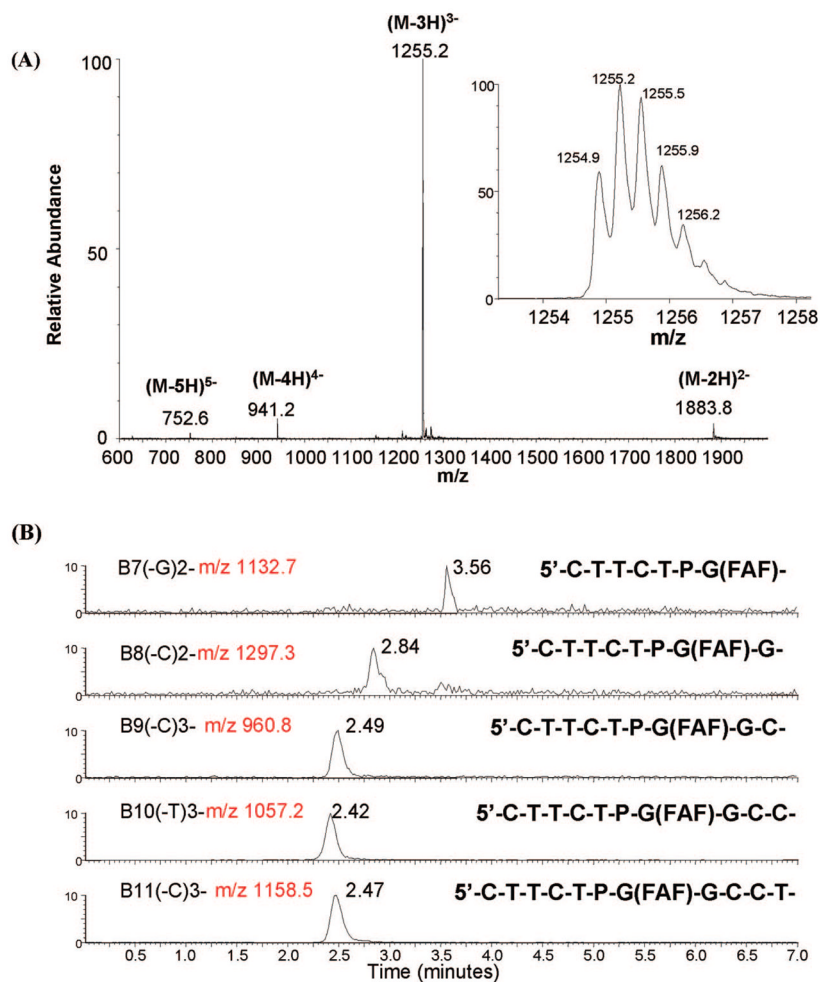 (A)
(M-3H)3-
1255.2
100
50
0
Relative Abundance
(M-5H)5-
752.6
(M-4H)4-
941.2
(M-2H)2-
1883.8
600 700 800 900 1000 1100 1200 1300 1400 1500 1600 1700 1800 1900
m/z
100
50
0
1254.9
1255.2
1255.5
1255.9
1256.2
1254 1255 1256 1257 1258
m/z
(B)
10
0
B7(-G)2- m/z 1132.7
3.56
5'-C-T-T-C-T-P-G(FAF)-
10
0
B8(-C)2- m/z 1297.3
2.84
5'-C-T-T-C-T-P-G(FAF)-G-
10
0
B9(-C)3- m/z 960.8
2.49
5'-C-T-T-C-T-P-G(FAF)-G-C-
10
0
B10(-T)3- m/z 1057.2
2.42
5'-C-T-T-C-T-P-G(FAF)-G-C-C-
10
0
B11(-C)3- m/z 1158.5
2.47
5'-C-T-T-C-T-P-G(FAF)-G-C-C-T-
0.5 1.0 1.5 2.0 2.5 3.0 3.5 4.0 4.5 5.0 5.5 6.0 6.5 7.0
Time (minutes)